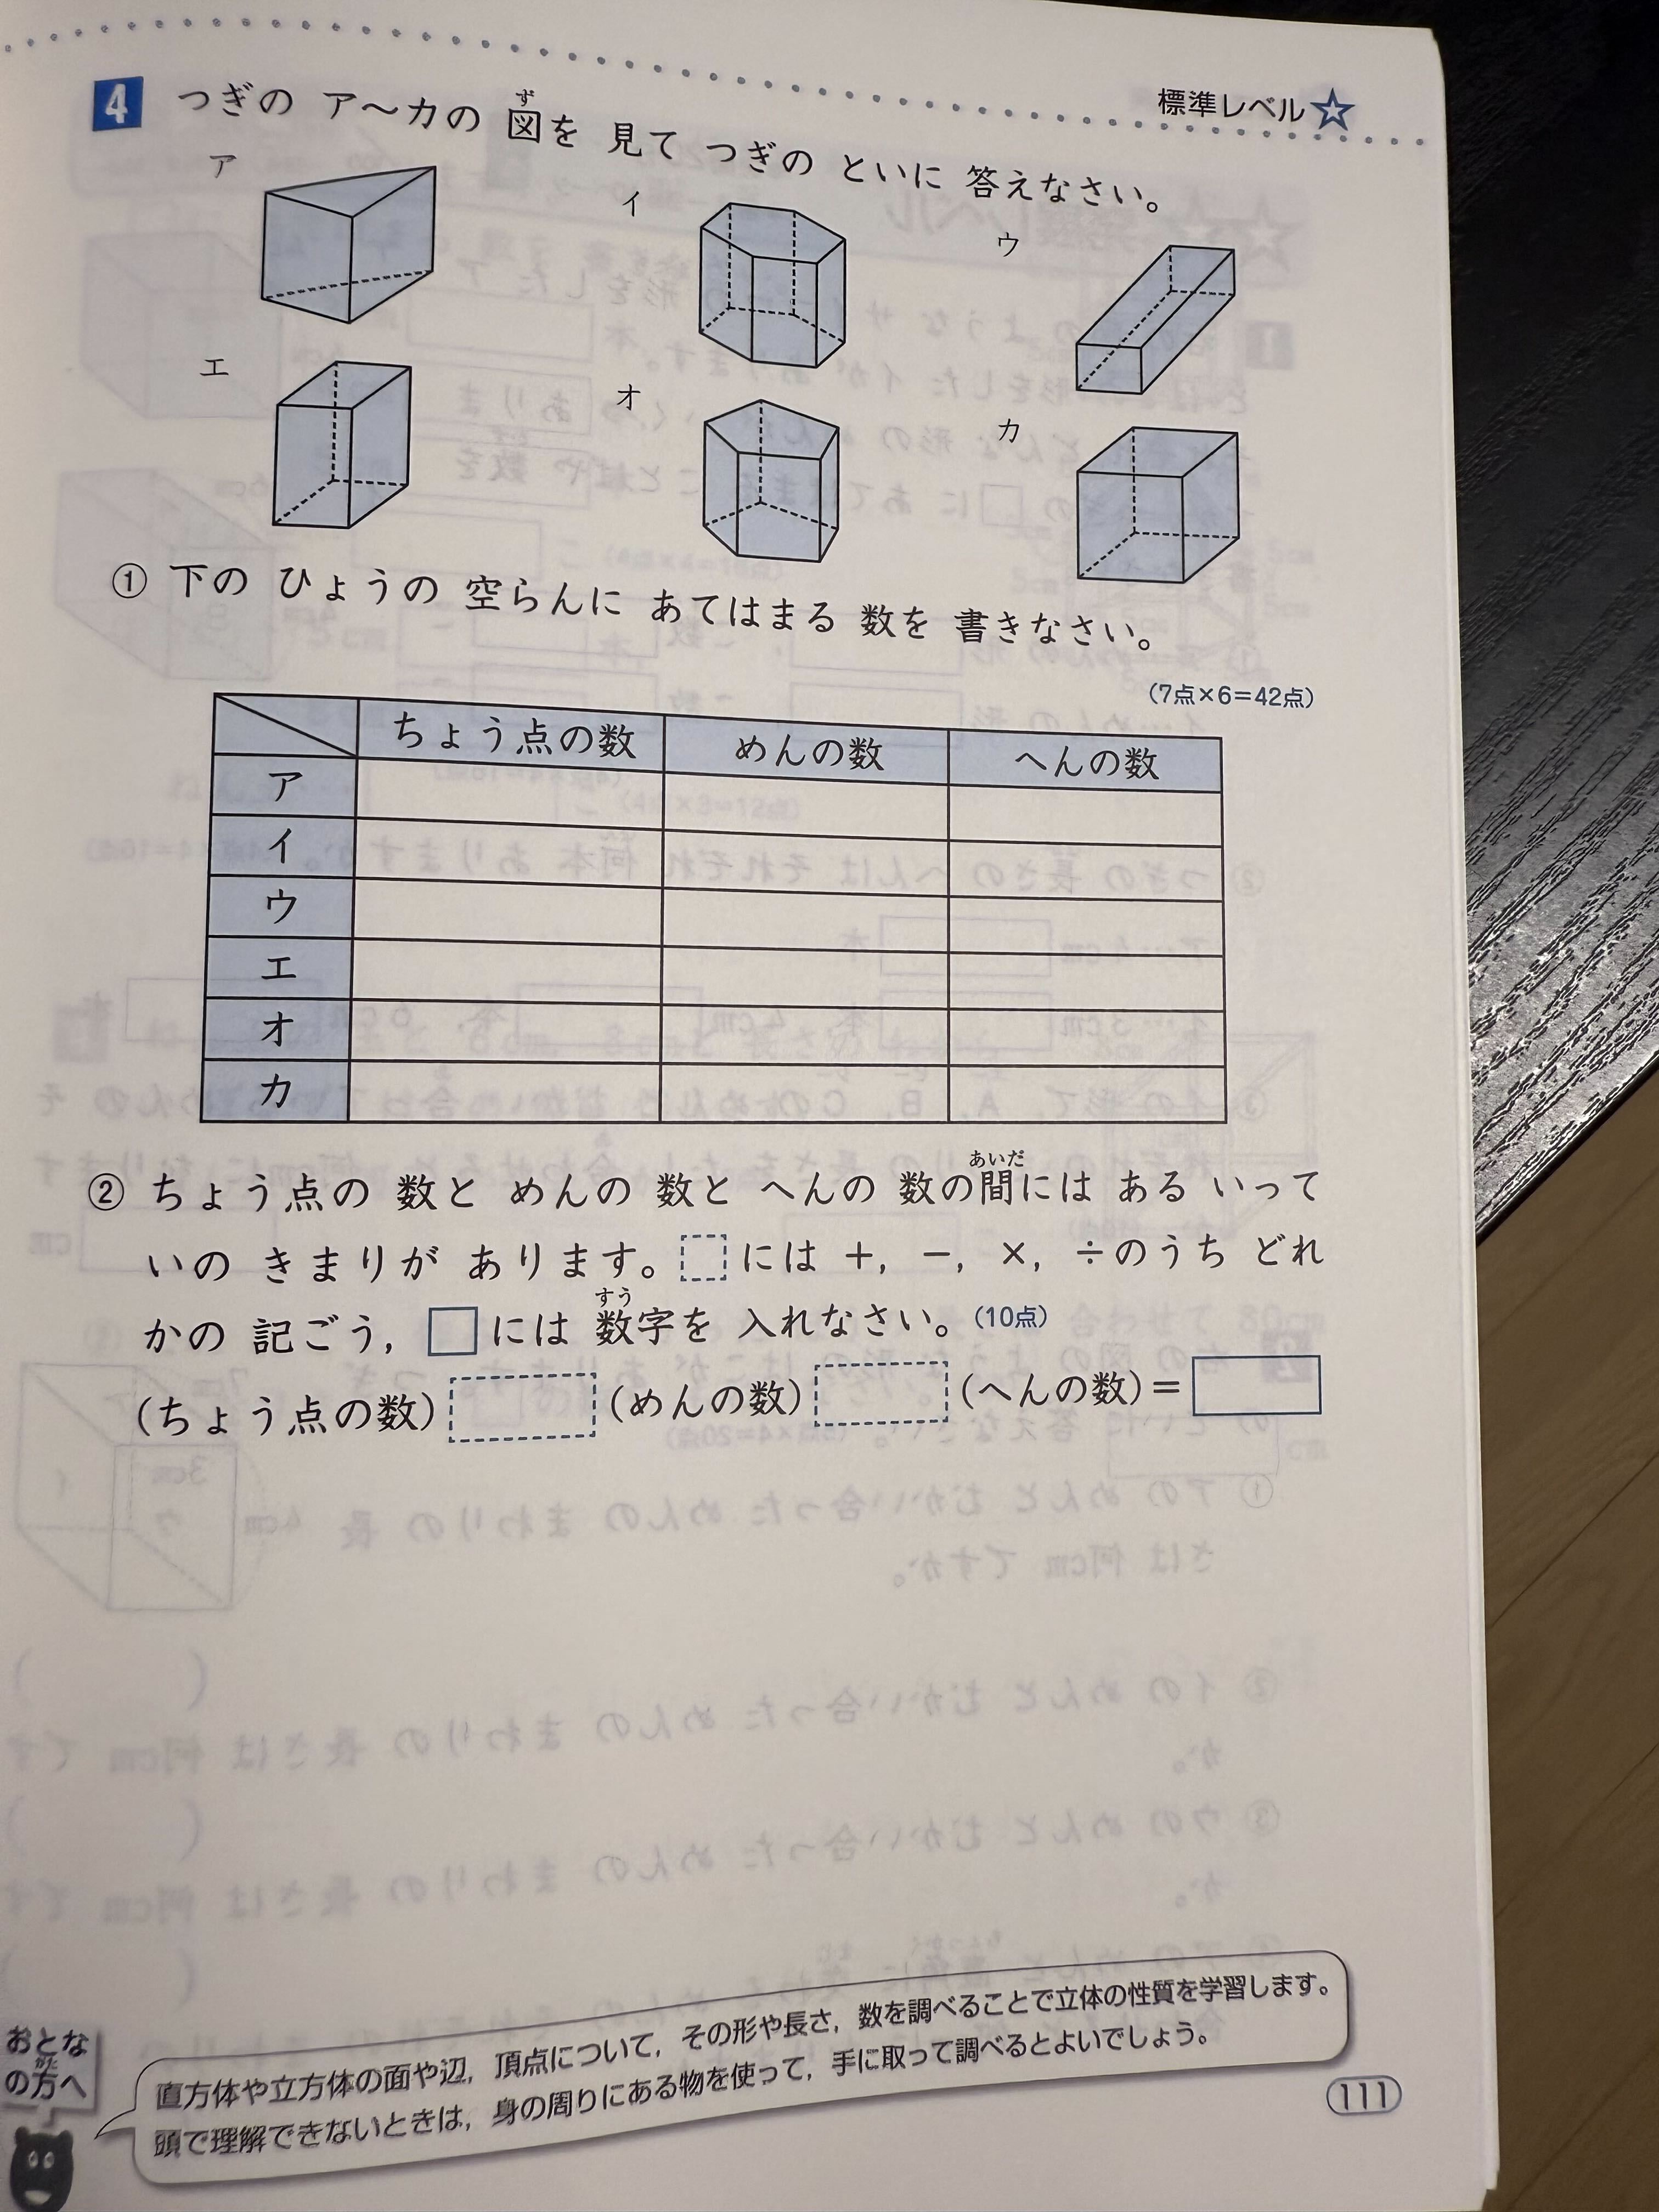 標準レベル☆
4 つぎの ア〜カの 図を 見て つぎの といに 答えなさい。
ず
ア
イ
ウ
エ
オ
カ
① 下の ひょうの 空らんに あてはまる 数を 書きなさい。
(7点×6=42点)
ちょう点の数 めんの数 へんの数
ア
イ
ウ
エ
オ
カ
② ちょう点の 数と めんの 数と へんの 数の間には ある いって
あいだ
いの きまりが あります。 には +, −, ×, ÷のうち どれ
かの 記ごう, には 数字を 入れなさい。(10点)
すう
(ちょう点の数) (めんの数) (へんの数)=
おとな
の方へ
がた
直方体や立方体の面や辺,頂点について,その形や長さ,数を調べることで立体の性質を学習します。
頭で理解できないときは,身の周りにある物を使って,手に取って調べるとよいでしょう。
111